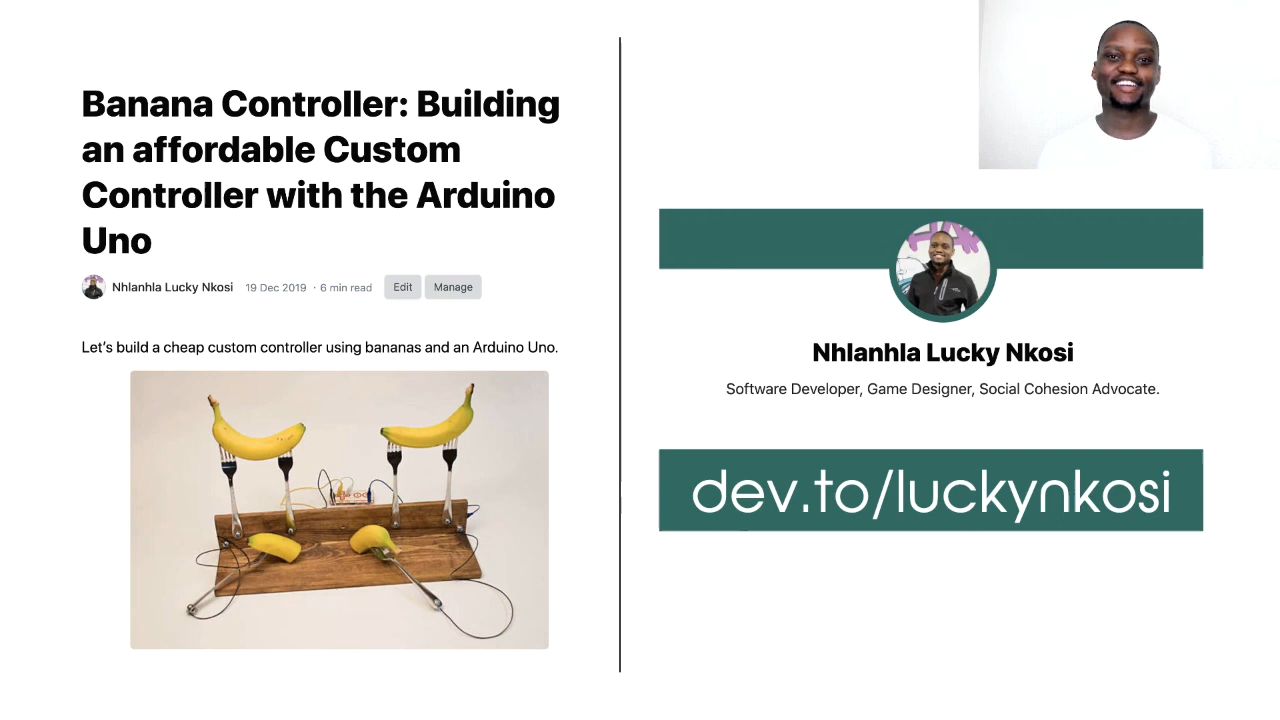 Banana Controller: Building
an affordable Custom
Controller with the Arduino
Uno
Nhlanhla Lucky Nkosi 19 Dec 2019 · 6 min read Edit Manage
Let’s build a cheap custom controller using bananas and an Arduino Uno.
Nhlanhla Lucky Nkosi
Software Developer, Game Designer, Social Cohesion Advocate.
dev.to/luckynkosi